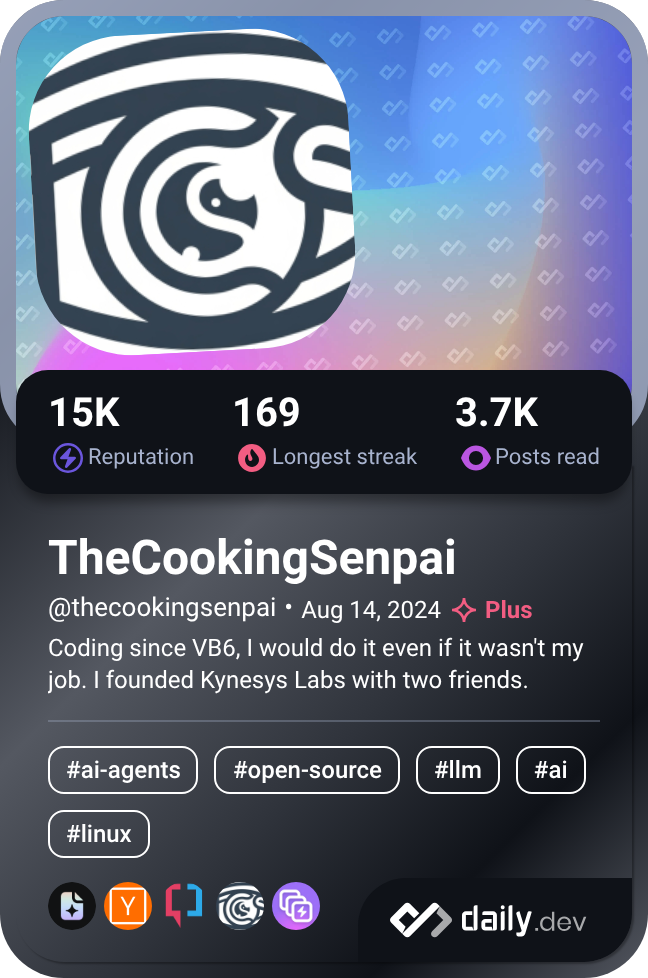 15K
169
3.7K
Reputation
Longest streak
Posts read
TheCookingSenpai
@thecookingsenpai • Aug 14, 2024 Plus
Coding since VB6, I would do it even if it wasn't my
job. I founded Kynesys Labs with two friends.
#ai-agents #open-source #llm #ai
#linux
Y
daily.dev